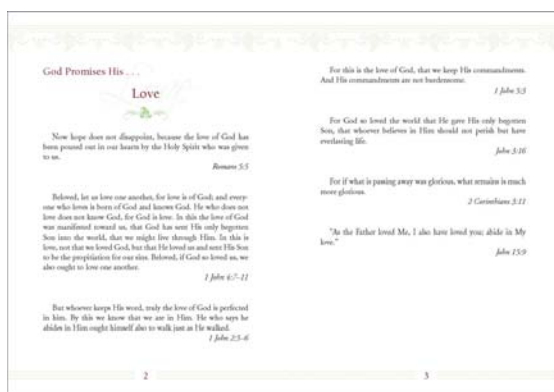 God Promises His . . .
Love
Now hope does not disappoint, because the love of God has
been poured out in our hearts by the Holy Spirit who was given
to us.
Romans 5:5
Beloved, let us love one another, for love is of God; and every-
one who loves is born of God and knows God. He who does not
love does not know God, for God is love. In this the love of God
was manifested toward us, that God has sent His only begotten
Son into the world, that we might live through Him. In this is
love, not that we loved God, but that He loved us and sent His Son
to be the propitiation for our sins. Beloved, if God so loved us, we
also ought to love one another.
1 John 4:7–11
But whoever keeps His word, truly the love of God is perfected
in him. By this we know that we are in Him. He who says he
abides in Him ought himself also to walk just as He walked.
1 John 2:5–6
2
For this is the love of God, that we keep His commandments.
And His commandments are not burdensome.
1 John 5:3
For God so loved the world that He gave His only begotten
Son, that whoever believes in Him should not perish but have
everlasting life.
John 3:16
For if what is passing away was glorious, what remains is much
more glorious.
2 Corinthians 3:11
"As the Father loved Me, I also have loved you; abide in My
love."
John 15:9
3